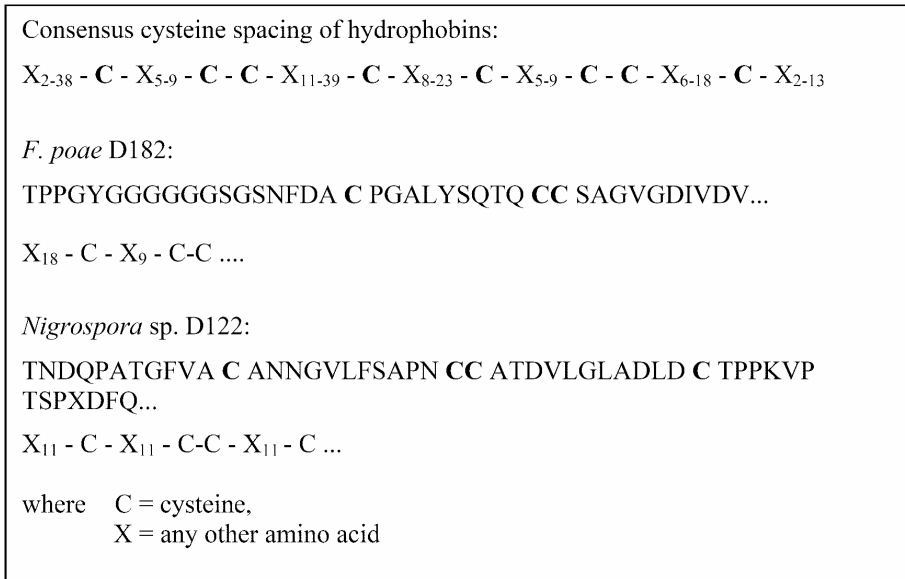 Consensus cysteine spacing of hydrophobins:
X2-38 - C - X5-9 - C - C - X11-39 - C - X8-23 - C - X5-9 - C - C - X6-18 - C - X2-13
F. poae D182:
TPPGYGGGGGGSGSNFDA C PGALYSQTQ CC SAGVGDIVDV...
X18 - C - X9 - C-C ....
Nigrospora sp. D122:
TNDQPATGFVA C ANNGVLFSAPN CC ATDVLGLADLD C TPPKVP
TSPXDFQ...
X11 - C - X11 - C-C - X11 - C ...
where C = cysteine,
X = any other amino acid